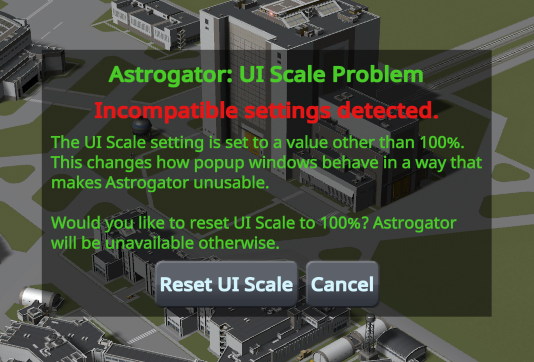 Astrogator: UI Scale Problem
Incompatible settings detected.
The UI Scale setting is set to a value other than 100%.
This changes how popup windows behave in a way that
makes Astrogator unusable.
Would you like to reset UI Scale to 100%? Astrogator
will be unavailable otherwise.
Reset UI Scale
Cancel